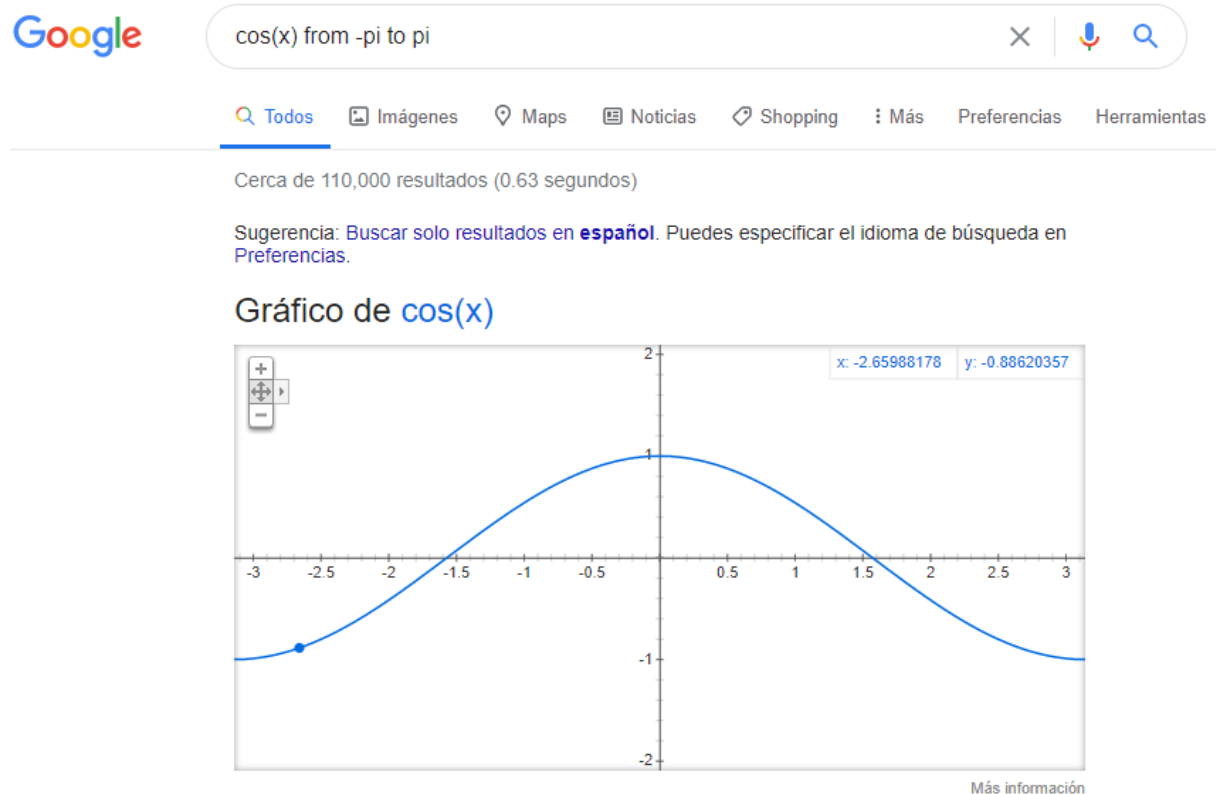 Google
cos(x) from -pi to pi
Todos Imágenes Maps Noticias Shopping Más Preferencias Herramientas
Cerca de 110,000 resultados (0.63 segundos)
Sugerencia: Buscar solo resultados en español. Puedes especificar el idioma de búsqueda en
Preferencias.
Gráfico de cos(x)
x: -2.65988178 y: -0.88620357
2
1
-3 -2.5 -2 -1.5 -1 -0.5 0.5 1 1.5 2 2.5 3
-1
-2
Más información